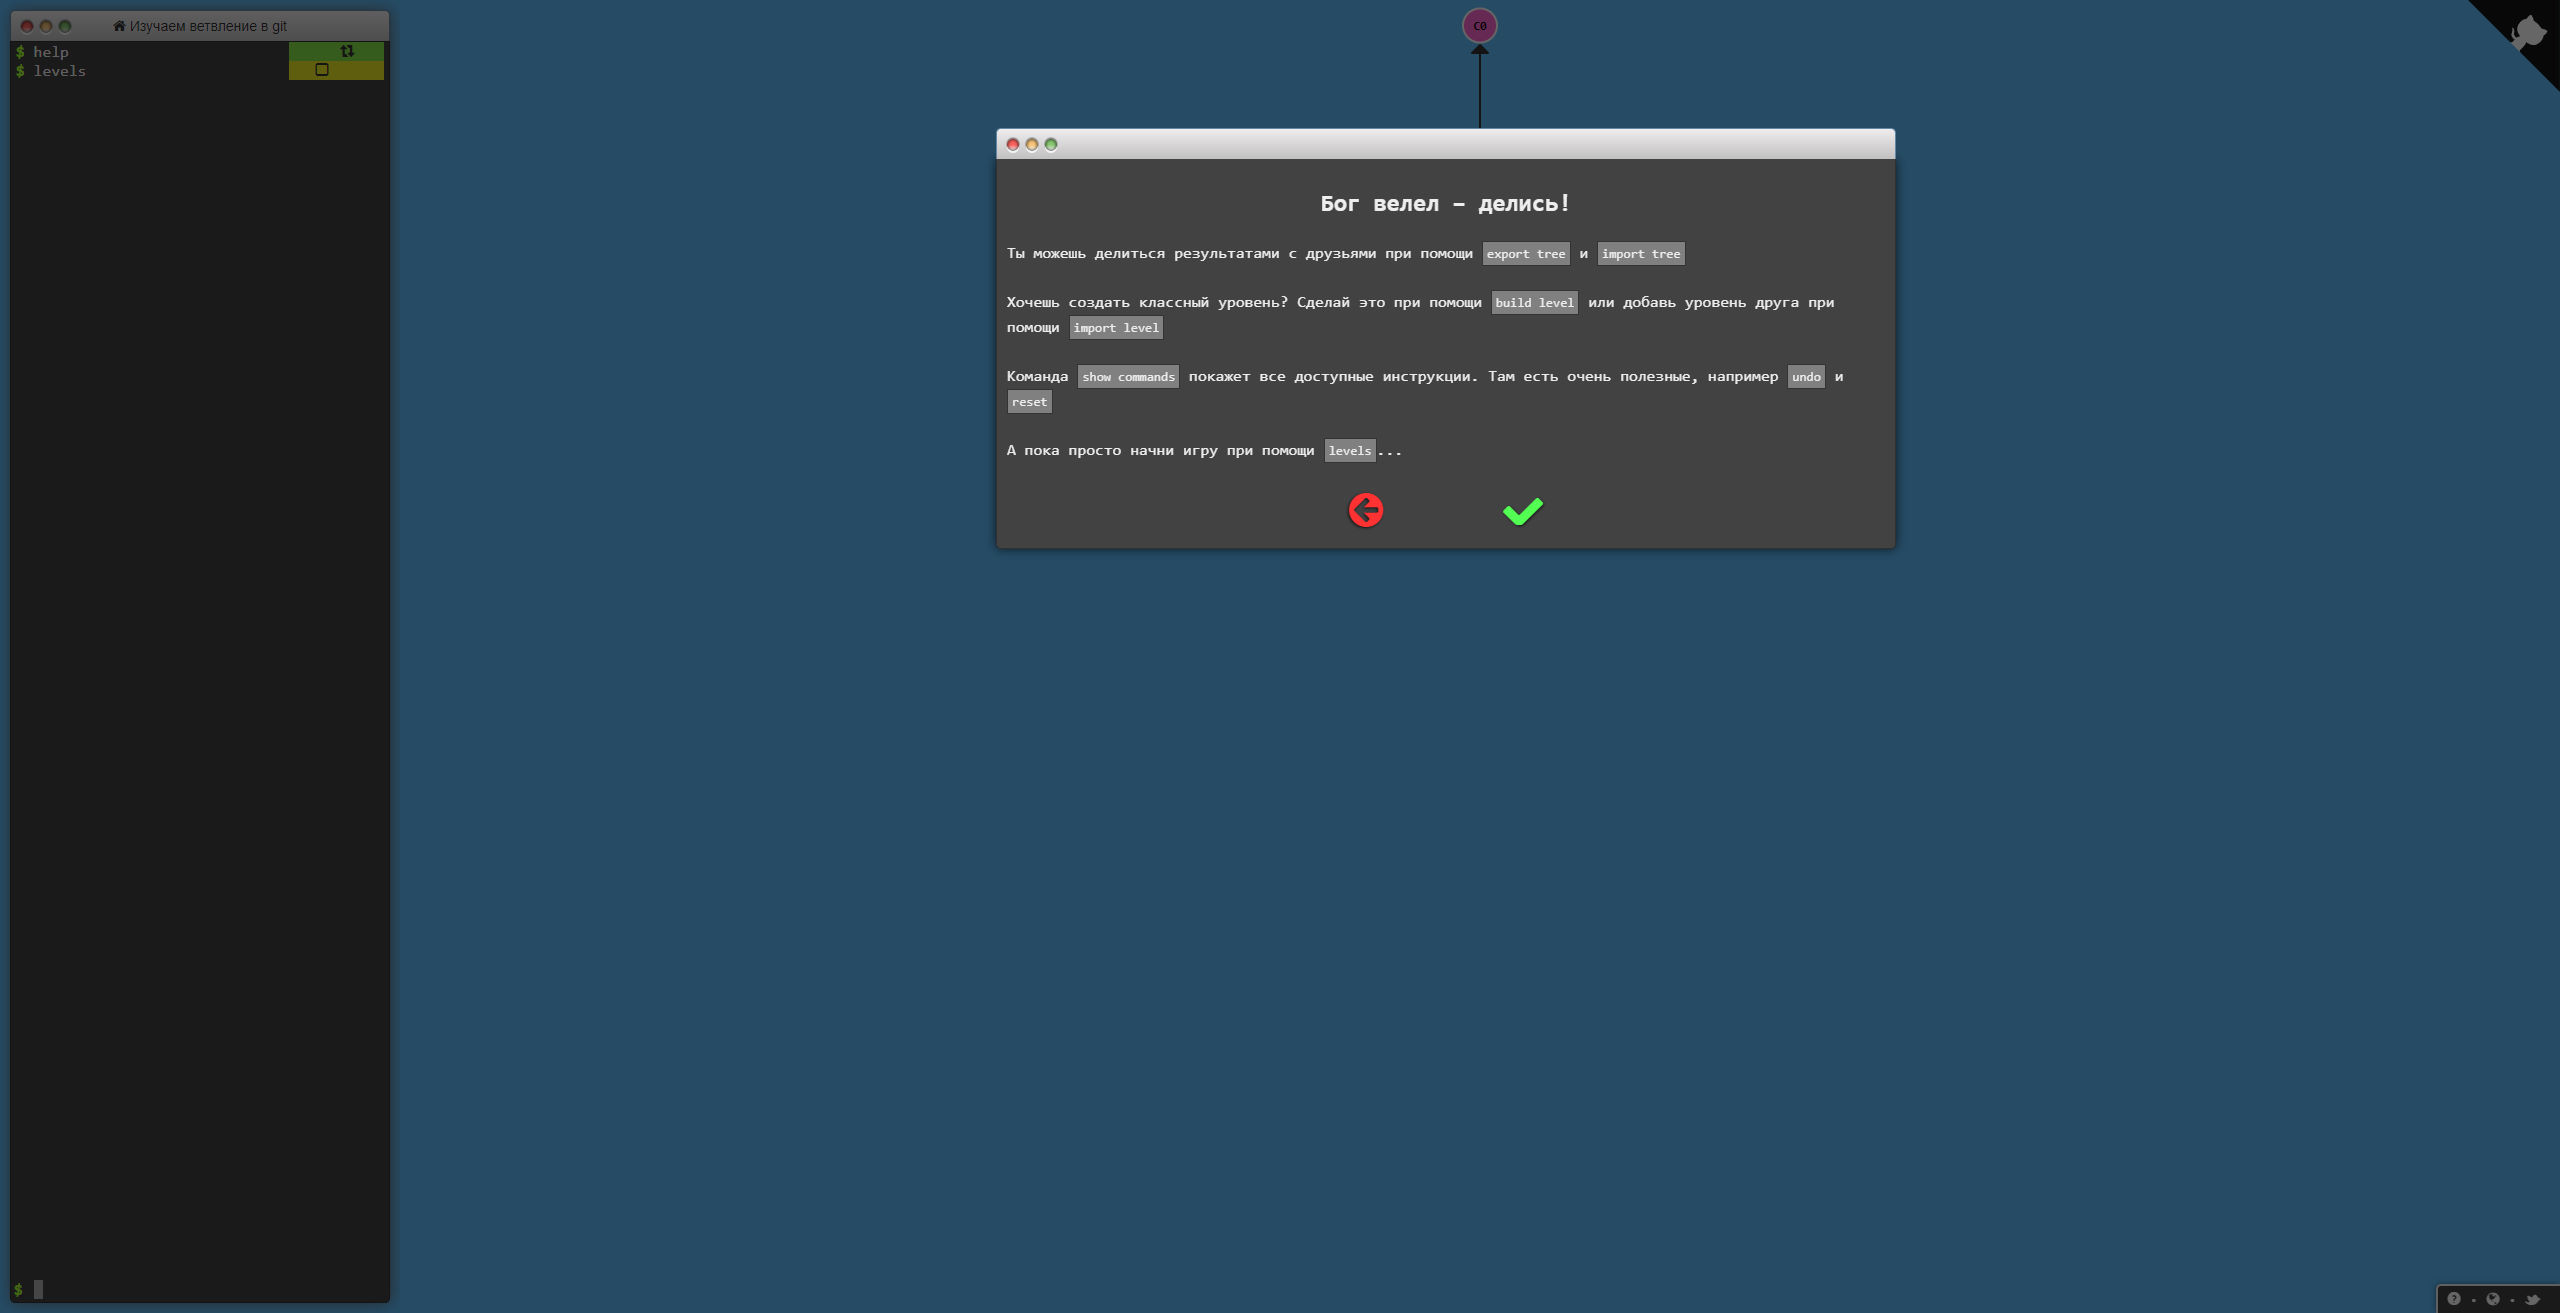 Изучаем ветвление в git
$ help
$ levels
C0
Бог велел – делись!
Ты можешь делиться результатами с друзьями при помощи export tree и import tree
Хочешь создать классный уровень? Сделай это при помощи build level или добавь уровень друга при
помощи import level
Команда show commands покажет все доступные инструкции. Там есть очень полезные, например undo и
reset
А пока просто начни игру при помощи levels...
$